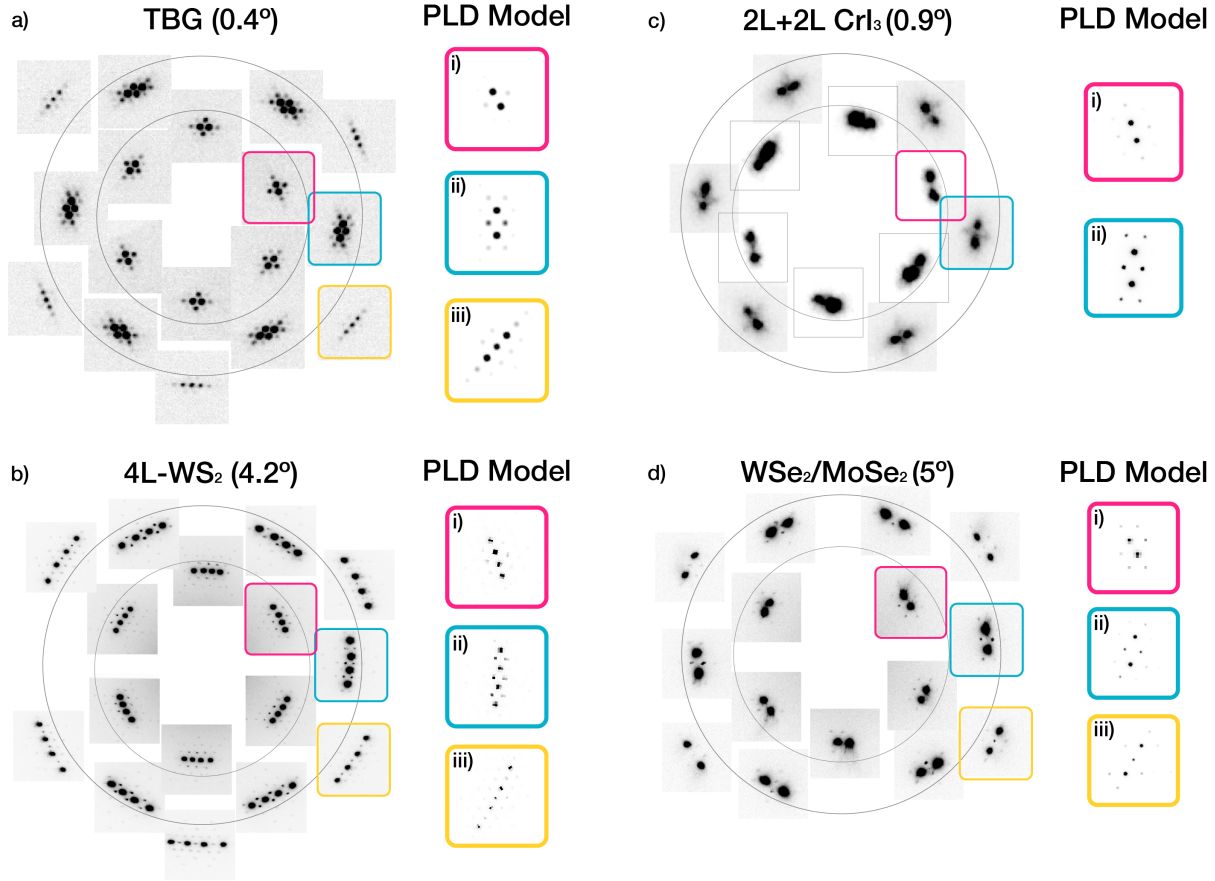 a)
TBG (0.4º)
PLD Model
i)
ii)
iii)
c)
2L+2L CrI₃ (0.9º)
PLD Model
i)
ii)
b)
4L-WS₂ (4.2º)
PLD Model
i)
ii)
iii)
d)
WSe₂/MoSe₂ (5º)
PLD Model
i)
ii)
iii)